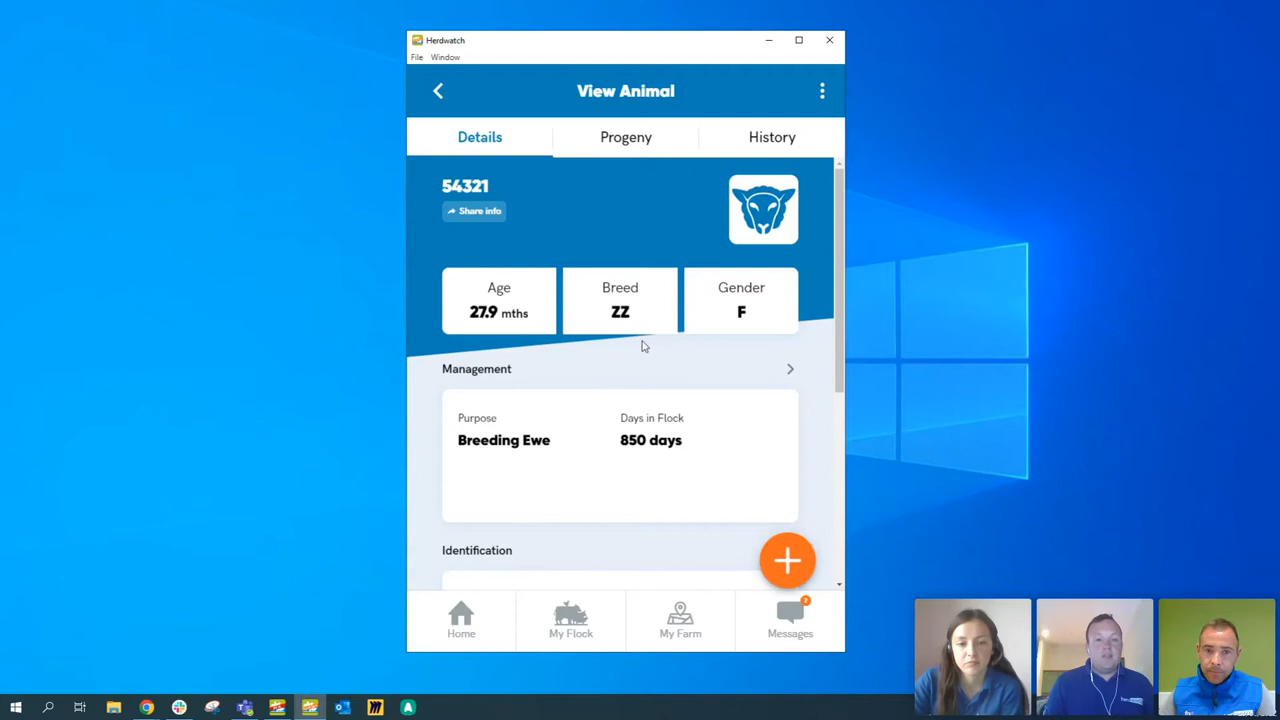 Herdwatch
File Window
View Animal
Details Progeny History
54321
Share info
Age Breed Gender
27.9 mths ZZ F
Management
Purpose Days in Flock
Breeding Ewe 850 days
Identification
Home My Flock My Farm Messages
2